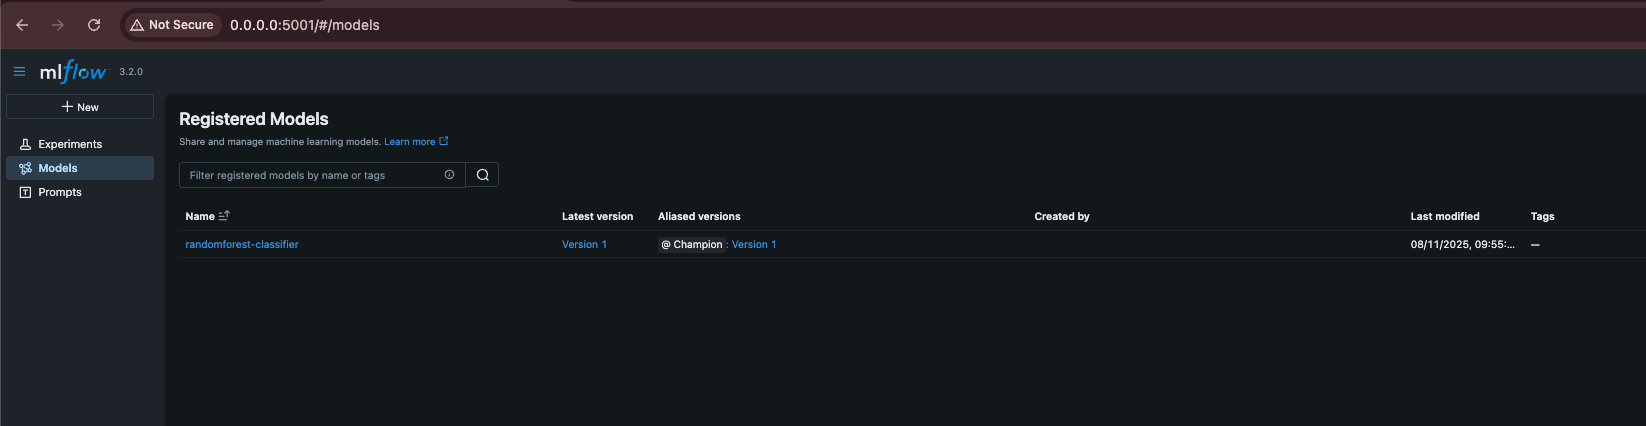 Not Secure 0.0.0.0:5001/#/models
mlflow 3.2.0
New
Experiments
Models
Prompts
Registered Models
Share and manage machine learning models. Learn more
Filter registered models by name or tags
Name Latest version Aliased versions Created by Last modified Tags
randomforest-classifier Version 1 @ Champion : Version 1 08/11/2025, 09:55:... —